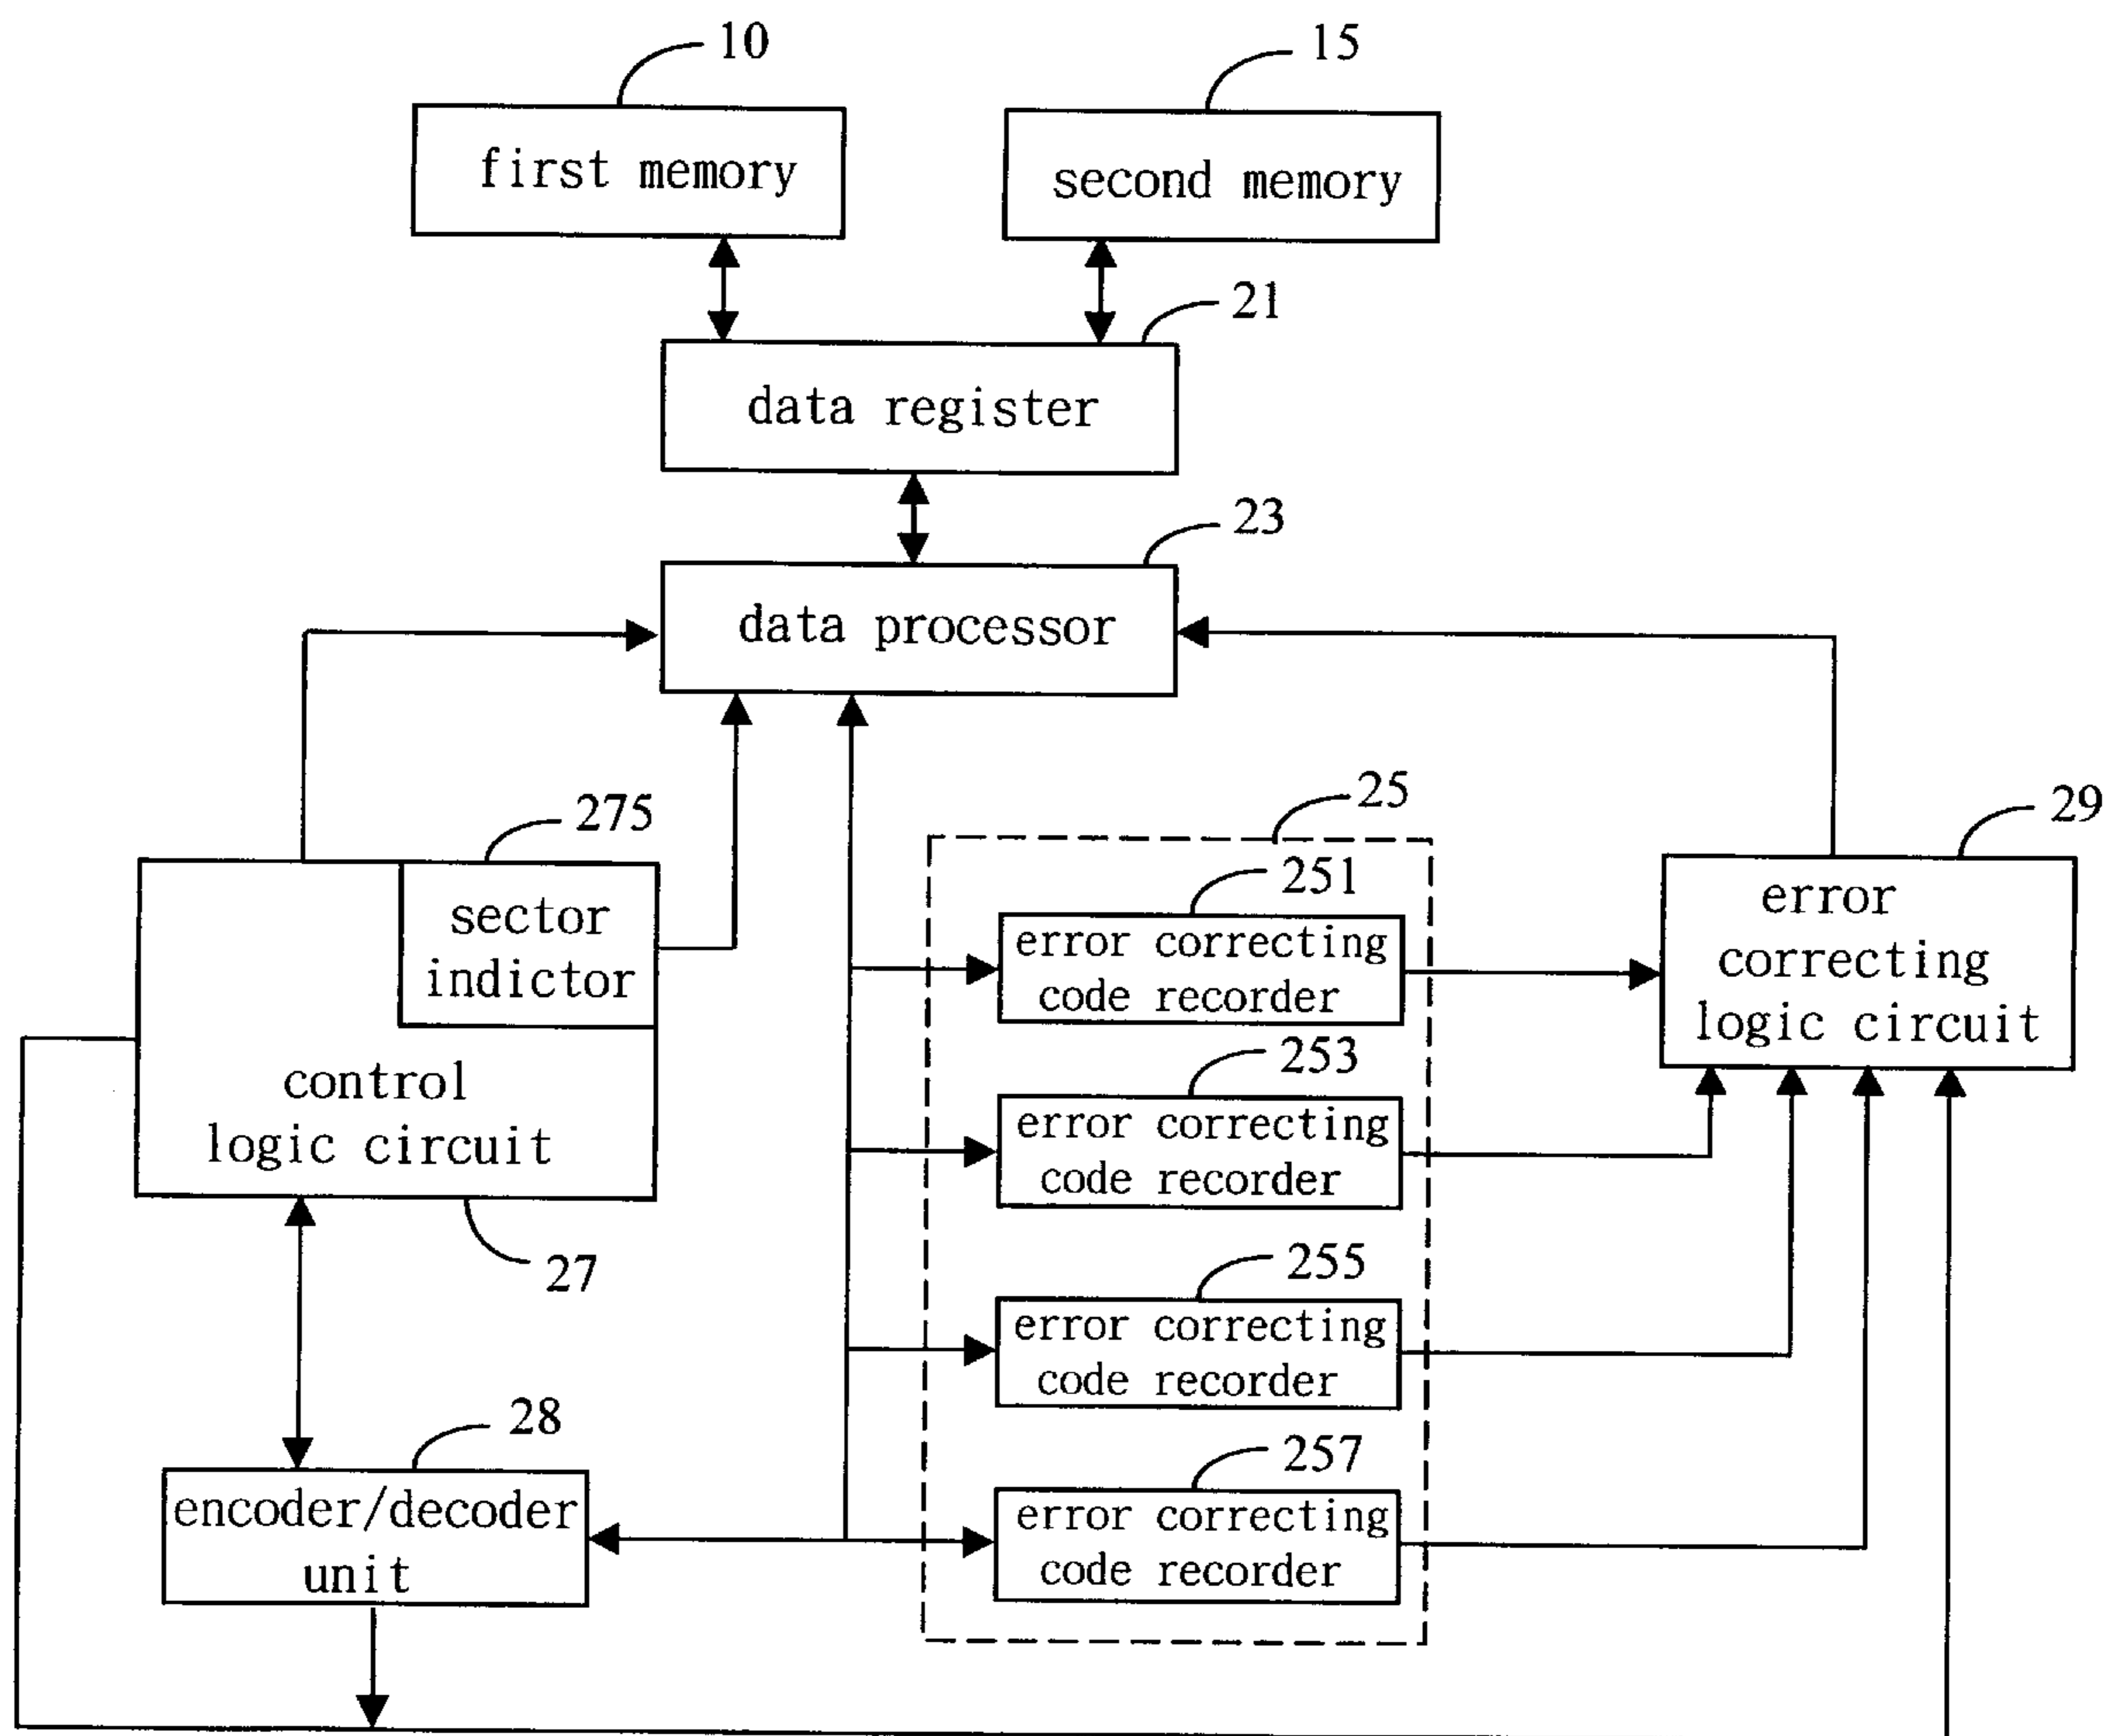 10
15
first memory
second memory
21
data register
23
data processor
275
25
29
sector
indictor
251
error correcting
code recorder
error
correcting
logic circuit
control
logic circuit
253
error correcting
code recorder
27
255
error correcting
code recorder
28
257
encoder/decoder
unit
error correcting
code recorder